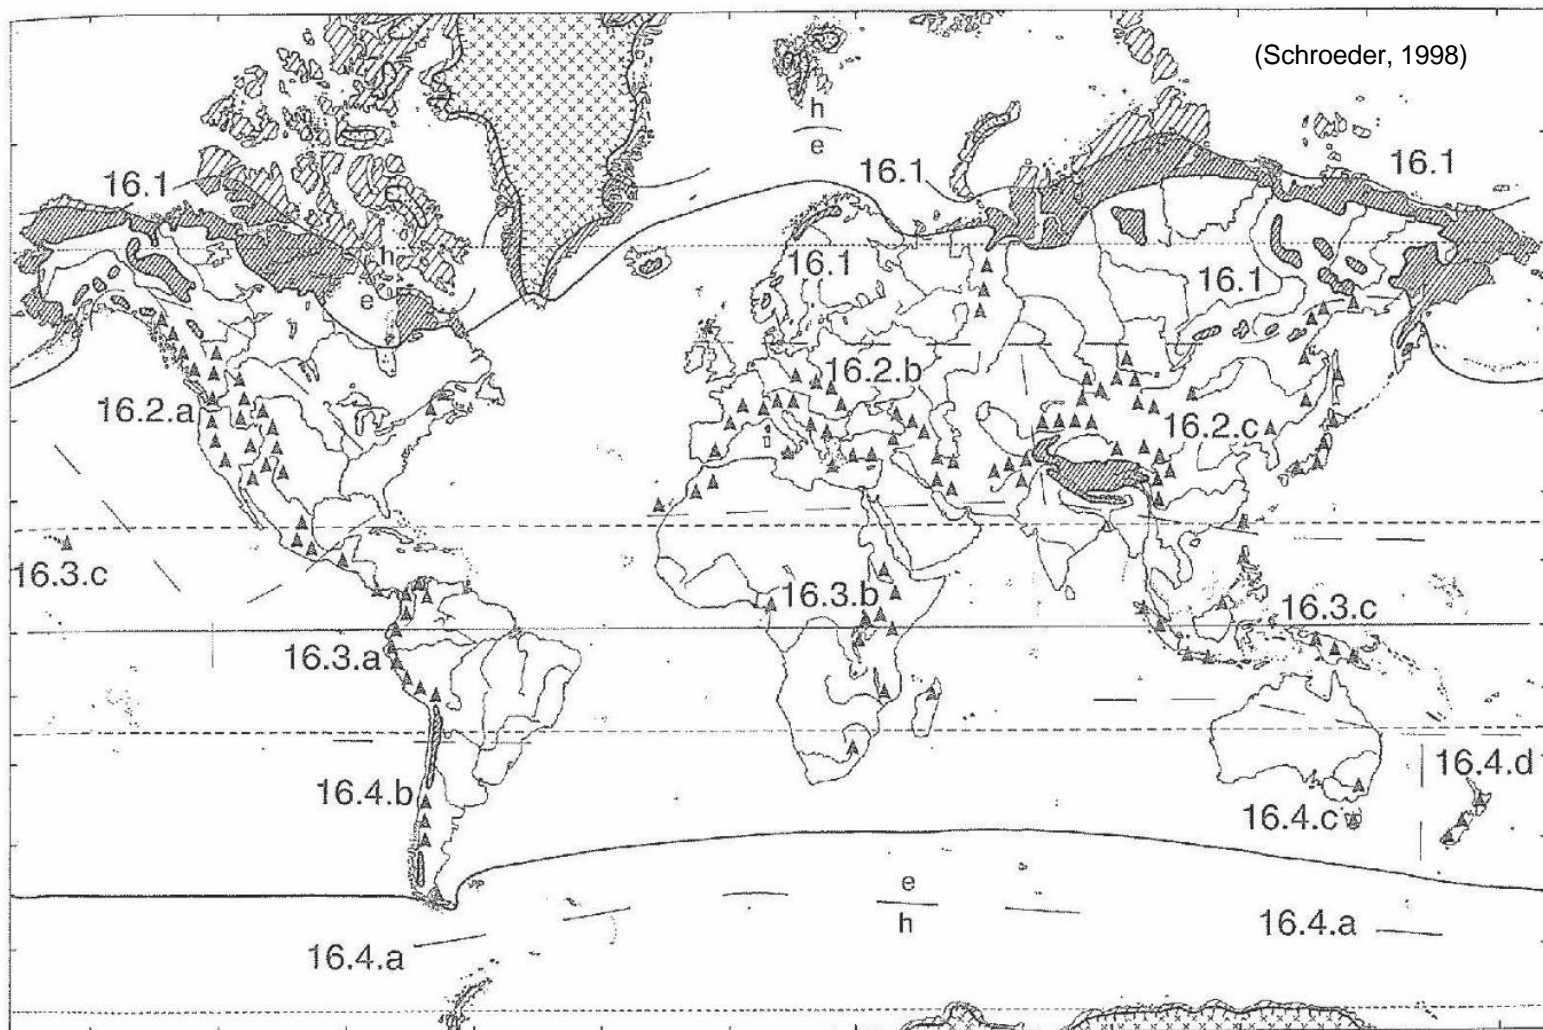 (Schroeder, 1998)
h
e
16.1
16.1
16.1
h
e
16.1
16.1
16.2.b
16.2.a
16.2.c
16.3.c
16.3.b
16.3.c
16.3.a
16.4.b
16.4.d
16.4.c
e
h
16.4.a
16.4.a